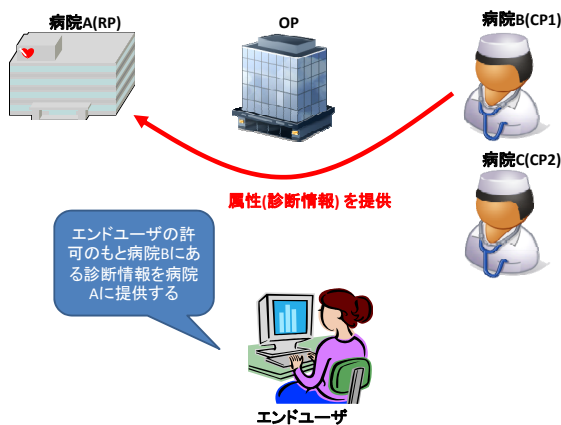 病院A(RP)
OP
病院B(CP1)
病院C(CP2)
属性(診断情報) を提供
エンドユーザの許
可のもと病院Bにあ
る診断情報を病院
Aに提供する
エンドユーザ